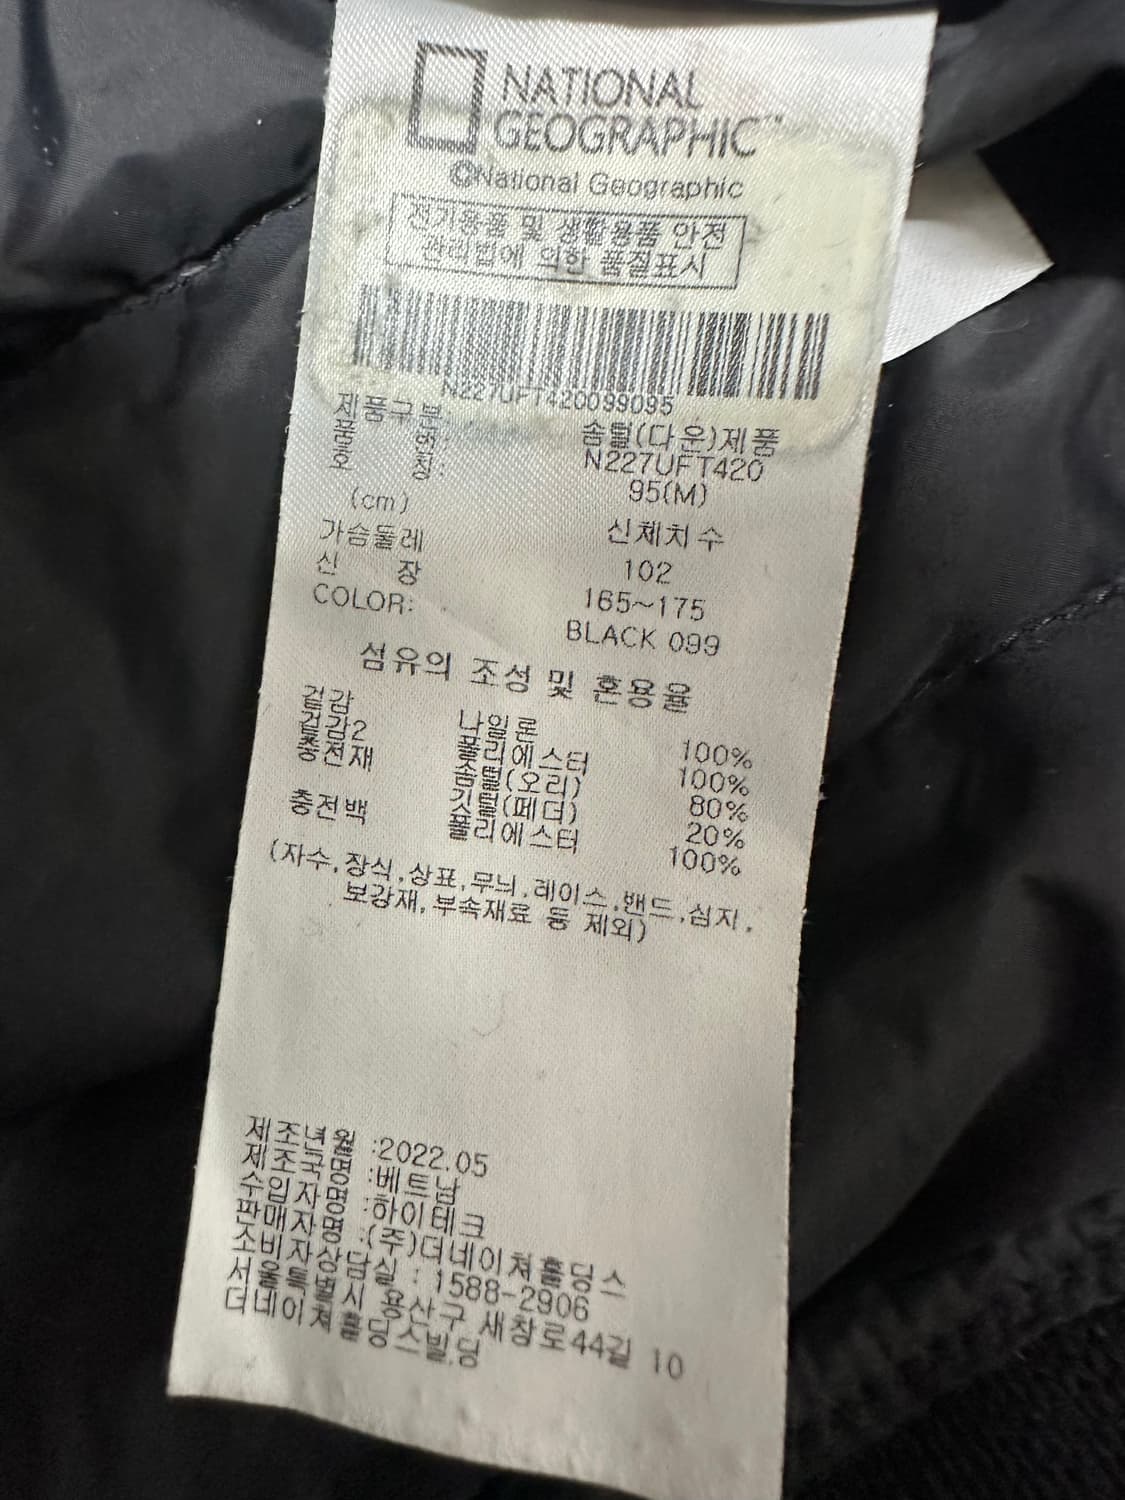 NATIONAL
GEOGRAPHIC™
©National Geographic
전기용품 및 생활용품 안전
관리법에 의한 품질표시
N227UFT420099095
제품구분: 솜털(다운)제품
품 명: N227UFT420
호 칭: 95(M)
(cm) 신체치수
가슴둘레 102
신 장 165~175
COLOR: BLACK 099
섬유의 조성 및 혼용율
겉감 나일론 100%
겉감2 폴리에스터 100%
충전재 솜털(오리) 80%
깃털(페더) 20%
충전백 폴리에스터 100%
(자수,장식,상표,무늬,레이스,밴드,심지,
보강재,부속재료 등 제외)
제조년월 :2022.05
제조국명 :베트남
수입자명 :하이테크
판매자명 :(주)더네이쳐홀딩스
소비자상담실 : 1588-2906
서울특별시 용산구 새창로44길 10
더네이쳐홀딩스빌딩